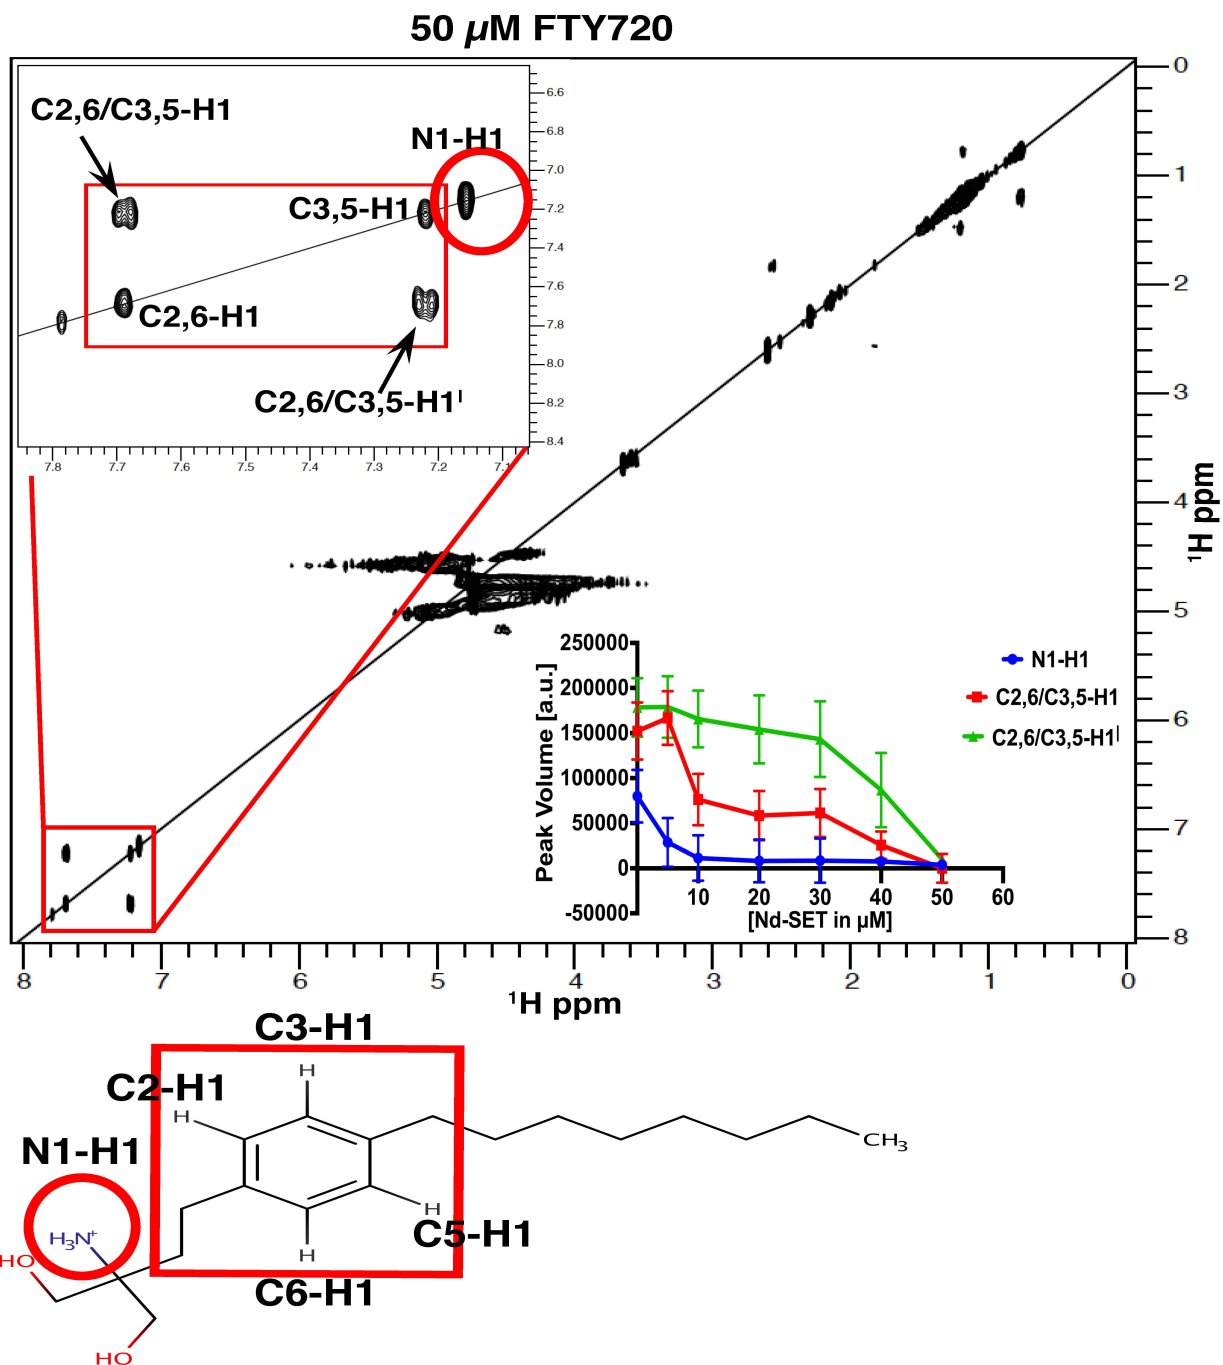 50 µM FTY720
C2,6/C3,5-H1
N1-H1
C3,5-H1
C2,6-H1
C2,6/C3,5-H1ᴵ
6.6
6.8
7.0
7.2
7.4
7.6
7.8
8.0
8.2
8.4
7.8 7.7 7.6 7.5 7.4 7.3 7.2 7.1
0
1
2
3
4
5
6
7
8
¹H ppm
250000
200000
150000
100000
50000
0
-50000
Peak Volume [a.u.]
10 20 30 40 50 60
[Nd-SET in µM]
N1-H1
C2,6/C3,5-H1
C2,6/C3,5-H1ᴵ
8 7 6 5 4 3 2 1 0
¹H ppm
C3-H1
H
C2-H1
H
CH₃
N1-H1
H
C5-H1
H₃N⁺
H
HO
C6-H1
HO